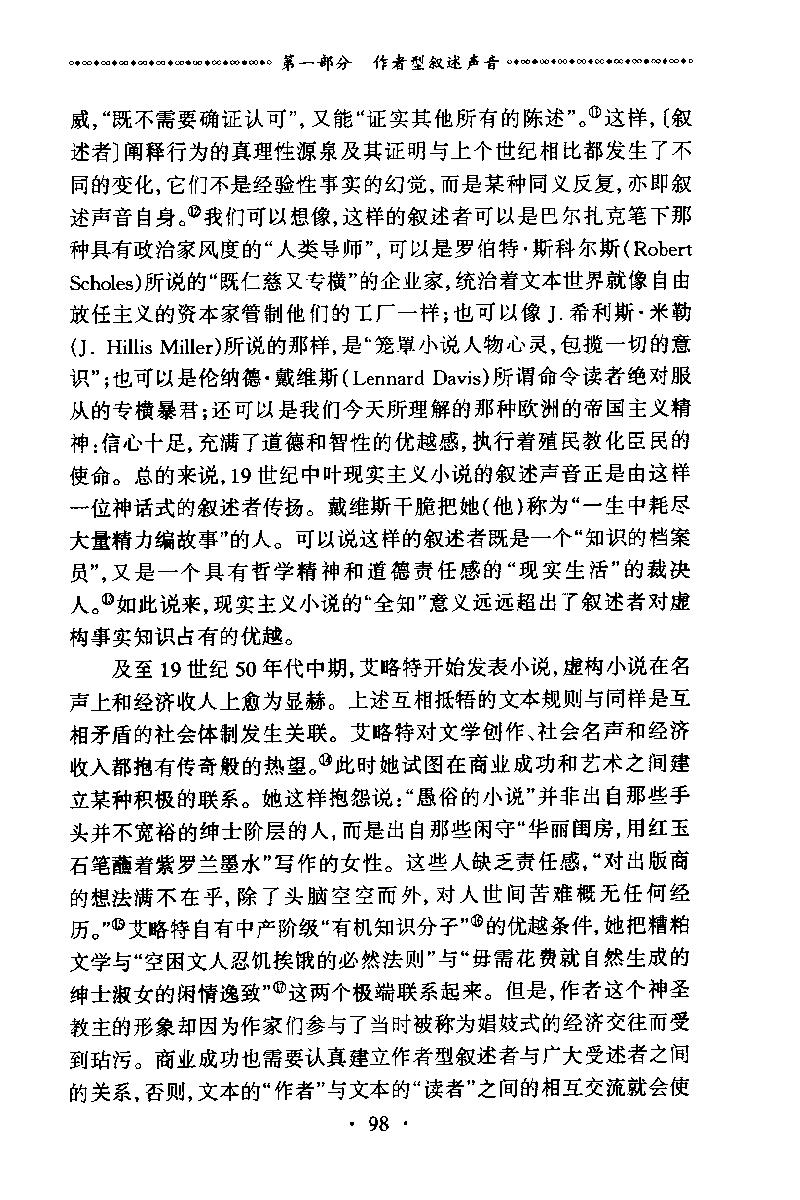 第一部分　作者型叙述声音
威，“既不需要确证认可”，又能“证实其他所有的陈述”。⑪这样，〔叙
述者〕阐释行为的真理性源泉及其证明与上个世纪相比都发生了不
同的变化，它们不是经验性事实的幻觉，而是某种同义反复，亦即叙
述声音自身。⑫我们可以想像，这样的叙述者可以是巴尔扎克笔下那
种具有政治家风度的“人类导师”，可以是罗伯特·斯科尔斯（Robert
Scholes）所说的“既仁慈又专横”的企业家，统治着文本世界就像自由
放任主义的资本家管制他们的工厂一样；也可以像 J. 希利斯·米勒
（J. Hillis Miller）所说的那样，是“笼罩小说人物心灵，包揽一切的意
识”；也可以是伦纳德·戴维斯（Lennard Davis）所谓命令读者绝对服
从的专横暴君；还可以是我们今天所理解的那种欧洲的帝国主义精
神：信心十足，充满了道德和智性的优越感，执行着殖民教化臣民的
使命。总的来说，19 世纪中叶现实主义小说的叙述声音正是由这样
一位神话式的叙述者传扬。戴维斯干脆把她（他）称为“一生中耗尽
大量精力编故事”的人。可以说这样的叙述者既是一个“知识的档案
员”，又是一个具有哲学精神和道德责任感的“现实生活”的裁决
人。⑬如此说来，现实主义小说的“全知”意义远远超出了叙述者对虚
构事实知识占有的优越。
及至 19 世纪 50 年代中期，艾略特开始发表小说，虚构小说在名
声上和经济收人上愈为显赫。上述互相抵牾的文本规则与同样是互
相矛盾的社会体制发生关联。艾略特对文学创作、社会名声和经济
收入都抱有传奇般的热望。⑭此时她试图在商业成功和艺术之间建
立某种积极的联系。她这样抱怨说：“愚俗的小说”并非出自那些手
头并不宽裕的绅士阶层的人，而是出自那些闲守“华丽闺房，用红玉
石笔蘸着紫罗兰墨水”写作的女性。这些人缺乏责任感，“对出版商
的想法满不在乎，除了头脑空空而外，对人世间苦难概无任何经
历。”⑮艾略特自有中产阶级“有机知识分子”⑯的优越条件，她把糟粕
文学与“空困文人忍饥挨饿的必然法则”与“毋需花费就自然生成的
绅士淑女的闲情逸致”⑰这两个极端联系起来。但是，作者这个神圣
教主的形象却因为作家们参与了当时被称为娼妓式的经济交往而受
到玷污。商业成功也需要认真建立作者型叙述者与广大受述者之间
的关系，否则，文本的“作者”与文本的“读者”之间的相互交流就会使
· 98 ·